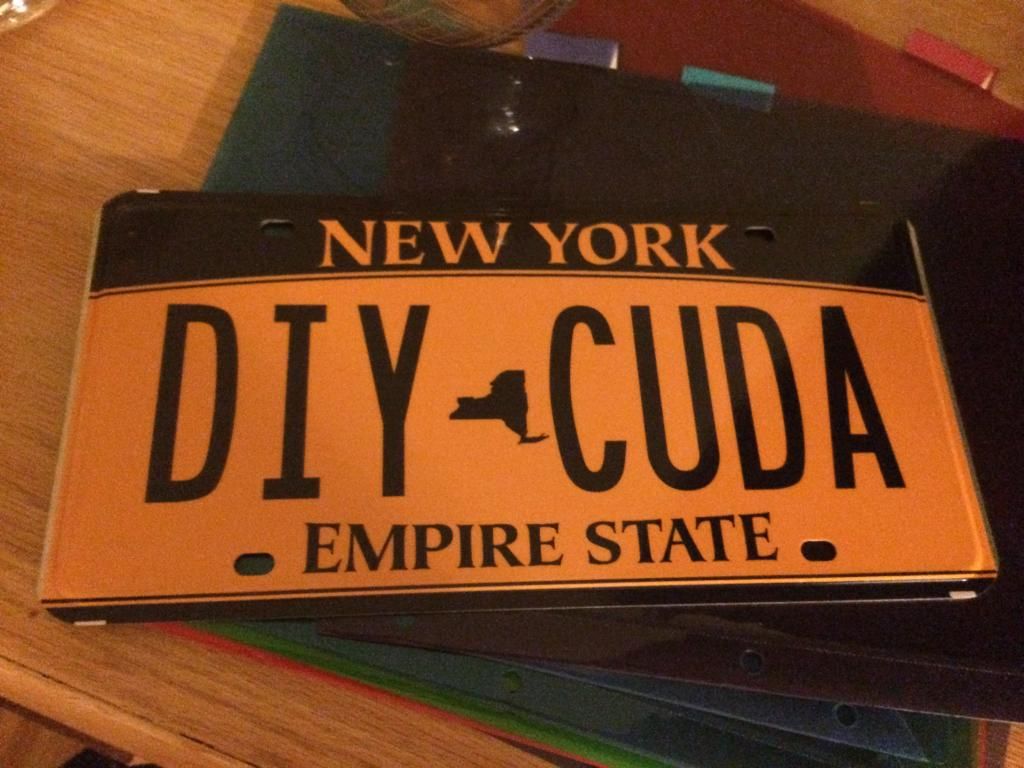 NEW YORK
DIY CUDA
EMPIRE STATE